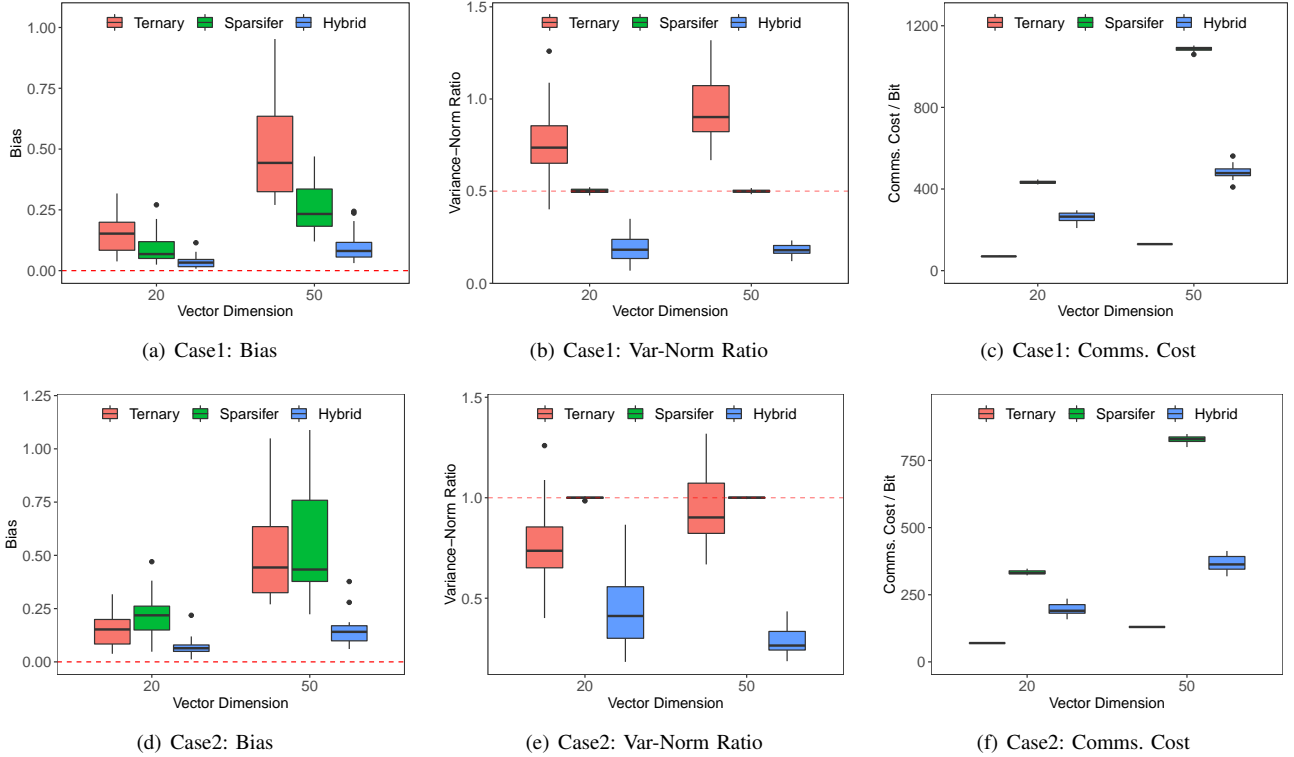 1.00
0.75
0.50
0.25
0.00
Bias
Ternary Sparsifer Hybrid
20 50
Vector Dimension
(a) Case1: Bias
1.5
1.0
0.5
0.0
Variance−Norm Ratio
Ternary Sparsifer Hybrid
20 50
Vector Dimension
(b) Case1: Var-Norm Ratio
1200
800
400
0
Comms. Cost / Bit
Ternary Sparsifer Hybrid
20 50
Vector Dimension
(c) Case1: Comms. Cost
1.25
1.00
0.75
0.50
0.25
0.00
Bias
Ternary Sparsifer Hybrid
20 50
Vector Dimension
(d) Case2: Bias
1.5
1.0
0.5
Variance−Norm Ratio
Ternary Sparsifer Hybrid
20 50
Vector Dimension
(e) Case2: Var-Norm Ratio
750
500
250
0
Comms. Cost / Bit
Ternary Sparsifer Hybrid
20 50
Vector Dimension
(f) Case2: Comms. Cost